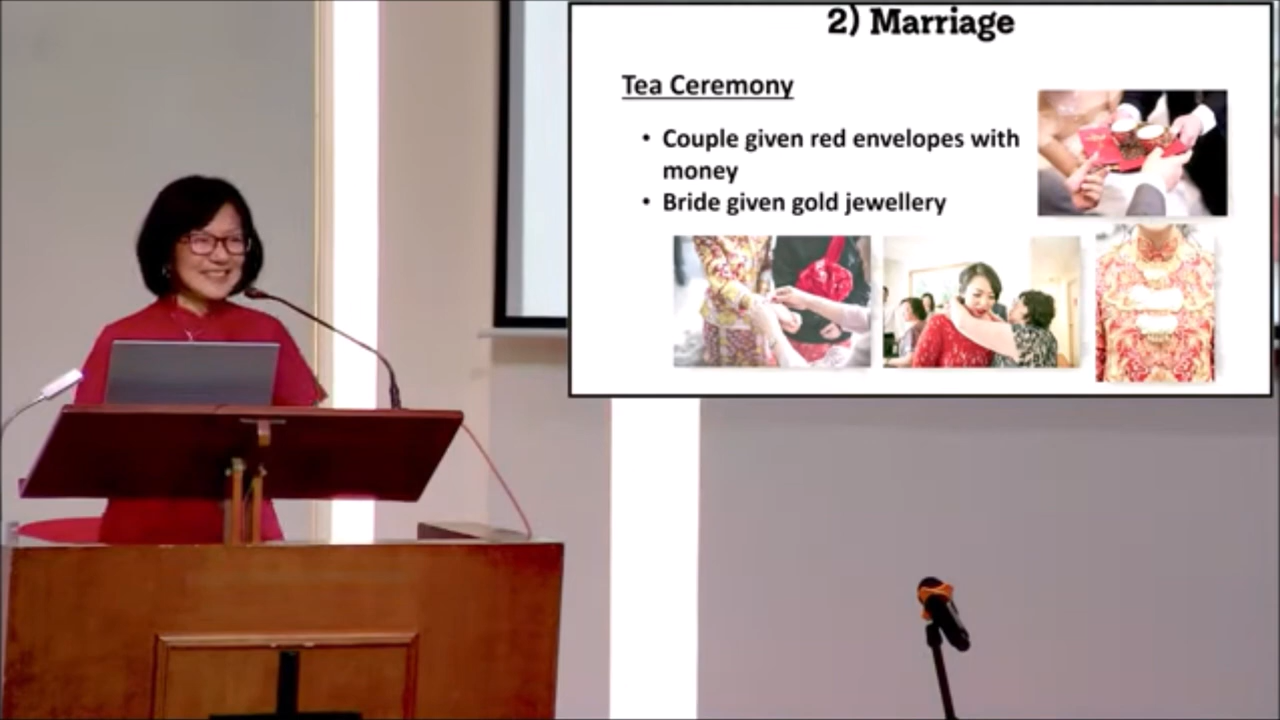 2) Marriage
Tea Ceremony
• Couple given red envelopes with
money
• Bride given gold jewellery